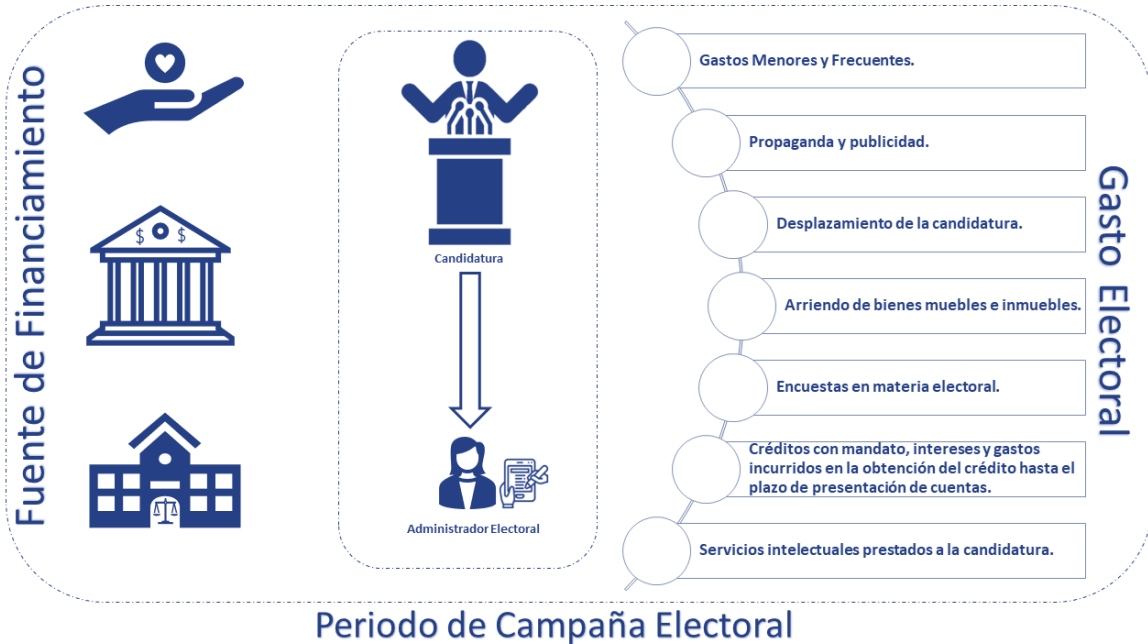 Fuente de Financiamiento
$ $
Candidatura
Administrador Electoral
Gastos Menores y Frecuentes.
Propaganda y publicidad.
Desplazamiento de la candidatura.
Arriendo de bienes muebles e inmuebles.
Encuestas en materia electoral.
Créditos con mandato, intereses y gastos
incurridos en la obtención del crédito hasta el
plazo de presentación de cuentas.
Servicios intelectuales prestados a la candidatura.
Gasto Electoral
Periodo de Campaña Electoral